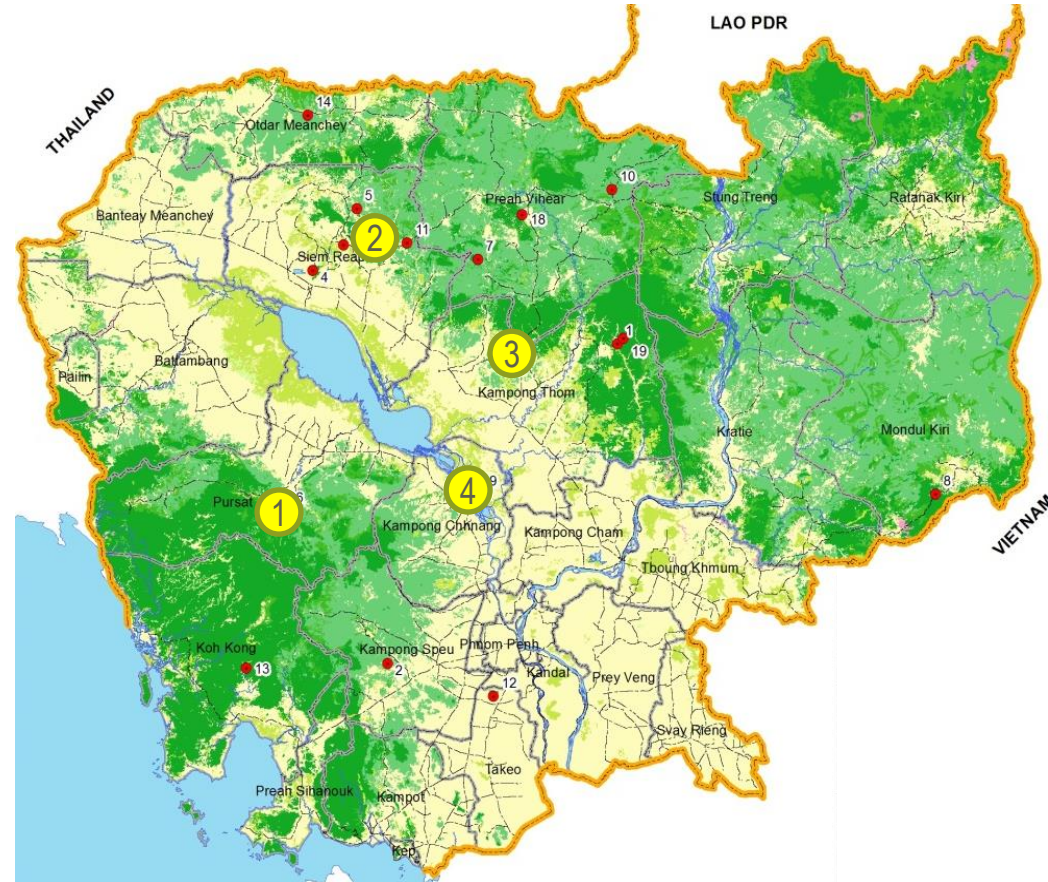 LAO PDR
THAILAND
14
Otdar Meanchey
10
5
Preah Vihear
Stung Treng
Ratanak Kiri
Banteay Meanchey
18
2
11
7
Siem Reap
4
1
3
19
Battambang
Pailin
Kampong Thom
Kratie
Mondul Kiri
9
4
8
Pursat
6
1
Kampong Chhnang
Kampong Cham
VIETNAM
Tboung Khmum
Koh Kong
Kampong Speu
Phnom Penh
13
2
Kandal
Prey Veng
12
Svay Rieng
Takeo
Preah Sihanouk
Kampot
Kep